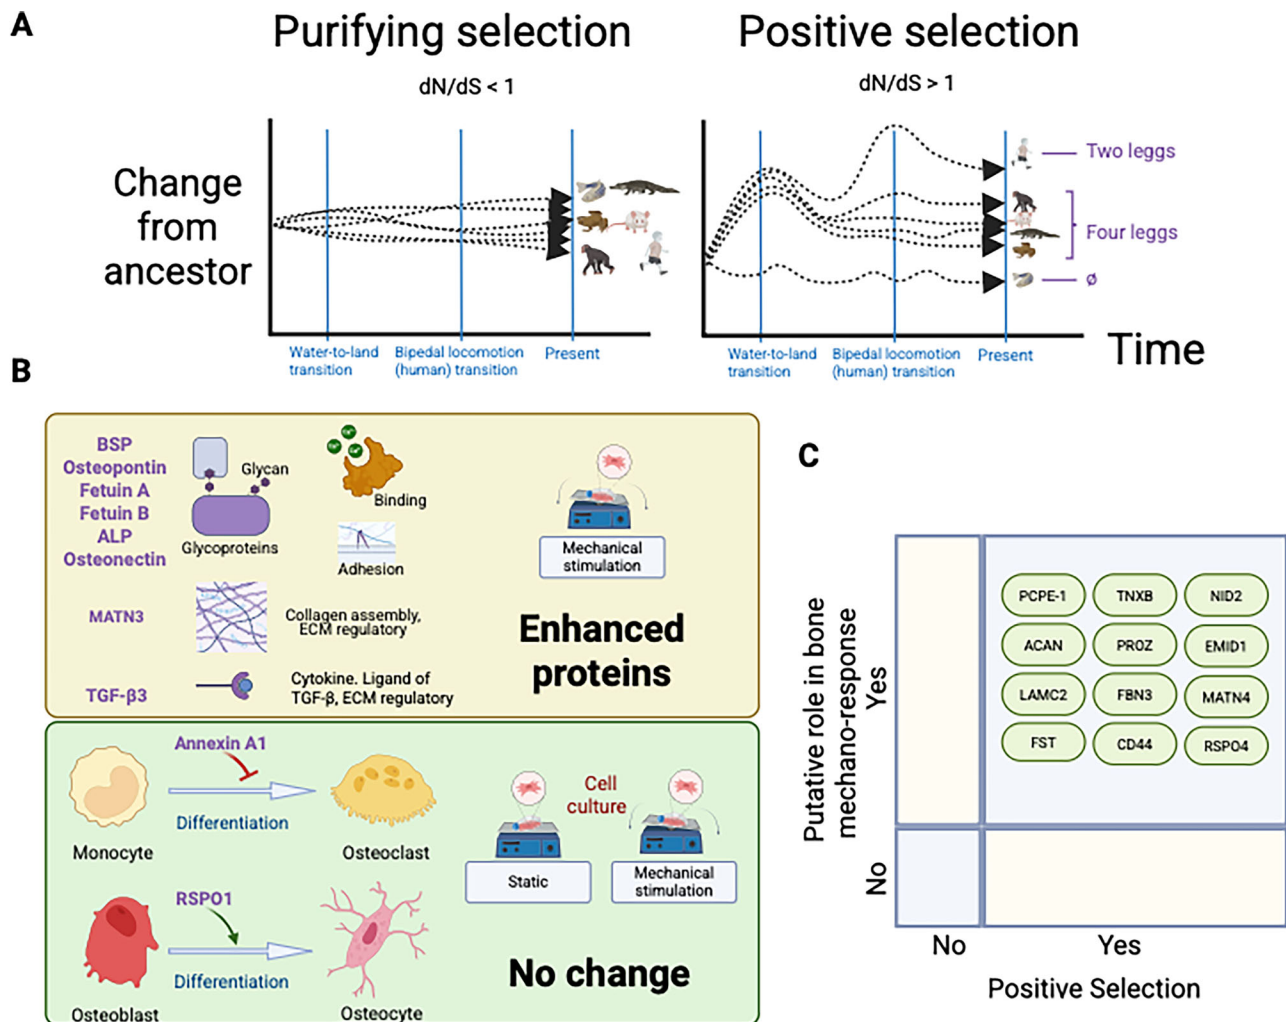 A
Purifying selection
dN/dS < 1
Positive selection
dN/dS > 1
Change
from
ancestor
Two leggs
Four leggs
ø
Water-to-land
transition
Bipedal locomotion
(human) transition
Present
Water-to-land
transition
Bipedal locomotion
(human) transition
Present
Time
B
BSP
Osteopontin
Fetuin A
Fetuin B
ALP
Osteonectin
Glycan
Glycoproteins
Binding
Adhesion
Mechanical
stimulation
MATN3
Collagen assembly,
ECM regulatory
Enhanced
proteins
TGF-β3
Cytokine. Ligand of
TGF-β, ECM regulatory
Annexin A1
Differentiation
Monocyte
Osteoclast
Cell
culture
Static
Mechanical
stimulation
RSPO1
Differentiation
Osteoblast
Osteocyte
No change
C
Putative role in bone
mechano-response
Yes
No
PCPE-1
TNXB
NID2
ACAN
PROZ
EMID1
LAMC2
FBN3
MATN4
FST
CD44
RSPO4
No
Yes
Positive Selection